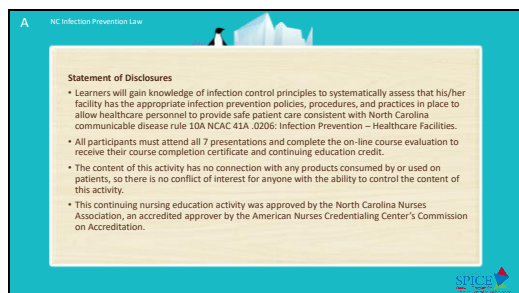 A
NC Infection Prevention Law
Statement of Disclosures
• Learners will gain knowledge of infection control principles to systematically assess that his/her
facility has the appropriate infection prevention policies, procedures, and practices in place to
allow healthcare personnel to provide safe patient care consistent with North Carolina
communicable disease rule 10A NCAC 41A .0206: Infection Prevention – Healthcare Facilities.
• All participants must attend all 7 presentations and complete the on-line course evaluation to
receive their course completion certificate and continuing education credit.
• The content of this activity has no connection with any products consumed by or used on
patients, so there is no conflict of interest for anyone with the ability to control the content of
this activity.
• This continuing nursing education activity was approved by the North Carolina Nurses
Association, an accredited approver by the American Nurses Credentialing Center's Commission
on Accreditation.
SPICE